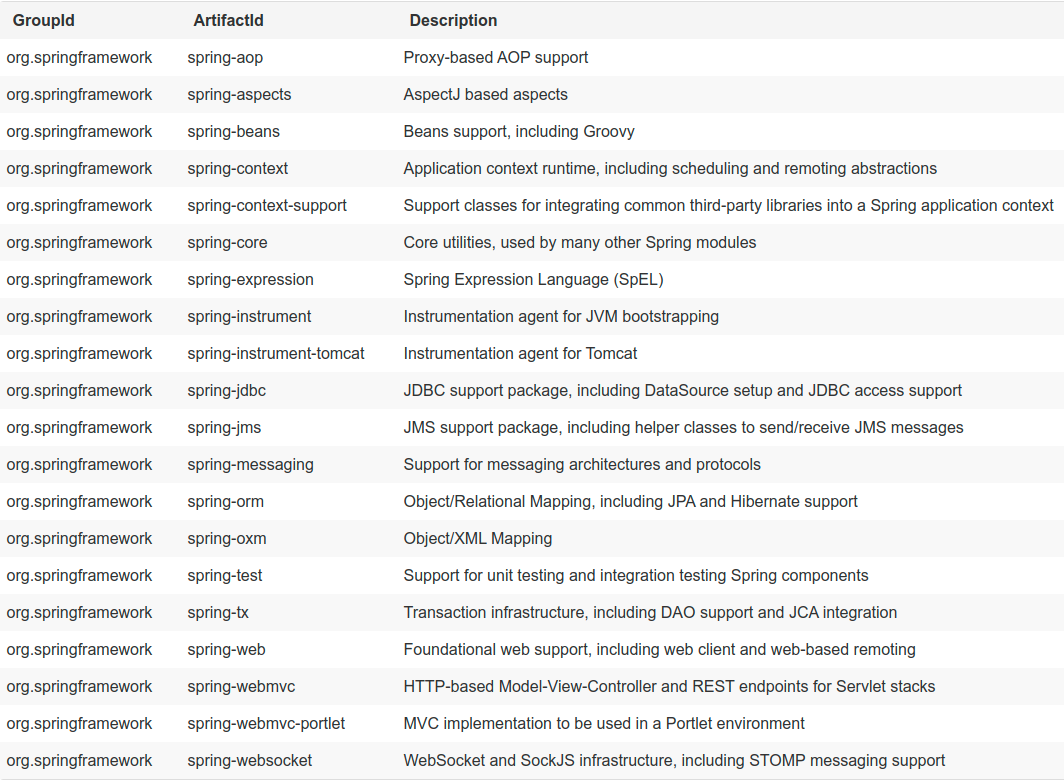 GroupId ArtifactId Description
org.springframework spring-aop Proxy-based AOP support
org.springframework spring-aspects AspectJ based aspects
org.springframework spring-beans Beans support, including Groovy
org.springframework spring-context Application context runtime, including scheduling and remoting abstractions
org.springframework spring-context-support Support classes for integrating common third-party libraries into a Spring application context
org.springframework spring-core Core utilities, used by many other Spring modules
org.springframework spring-expression Spring Expression Language (SpEL)
org.springframework spring-instrument Instrumentation agent for JVM bootstrapping
org.springframework spring-instrument-tomcat Instrumentation agent for Tomcat
org.springframework spring-jdbc JDBC support package, including DataSource setup and JDBC access support
org.springframework spring-jms JMS support package, including helper classes to send/receive JMS messages
org.springframework spring-messaging Support for messaging architectures and protocols
org.springframework spring-orm Object/Relational Mapping, including JPA and Hibernate support
org.springframework spring-oxm Object/XML Mapping
org.springframework spring-test Support for unit testing and integration testing Spring components
org.springframework spring-tx Transaction infrastructure, including DAO support and JCA integration
org.springframework spring-web Foundational web support, including web client and web-based remoting
org.springframework spring-webmvc HTTP-based Model-View-Controller and REST endpoints for Servlet stacks
org.springframework spring-webmvc-portlet MVC implementation to be used in a Portlet environment
org.springframework spring-websocket WebSocket and SockJS infrastructure, including STOMP messaging support